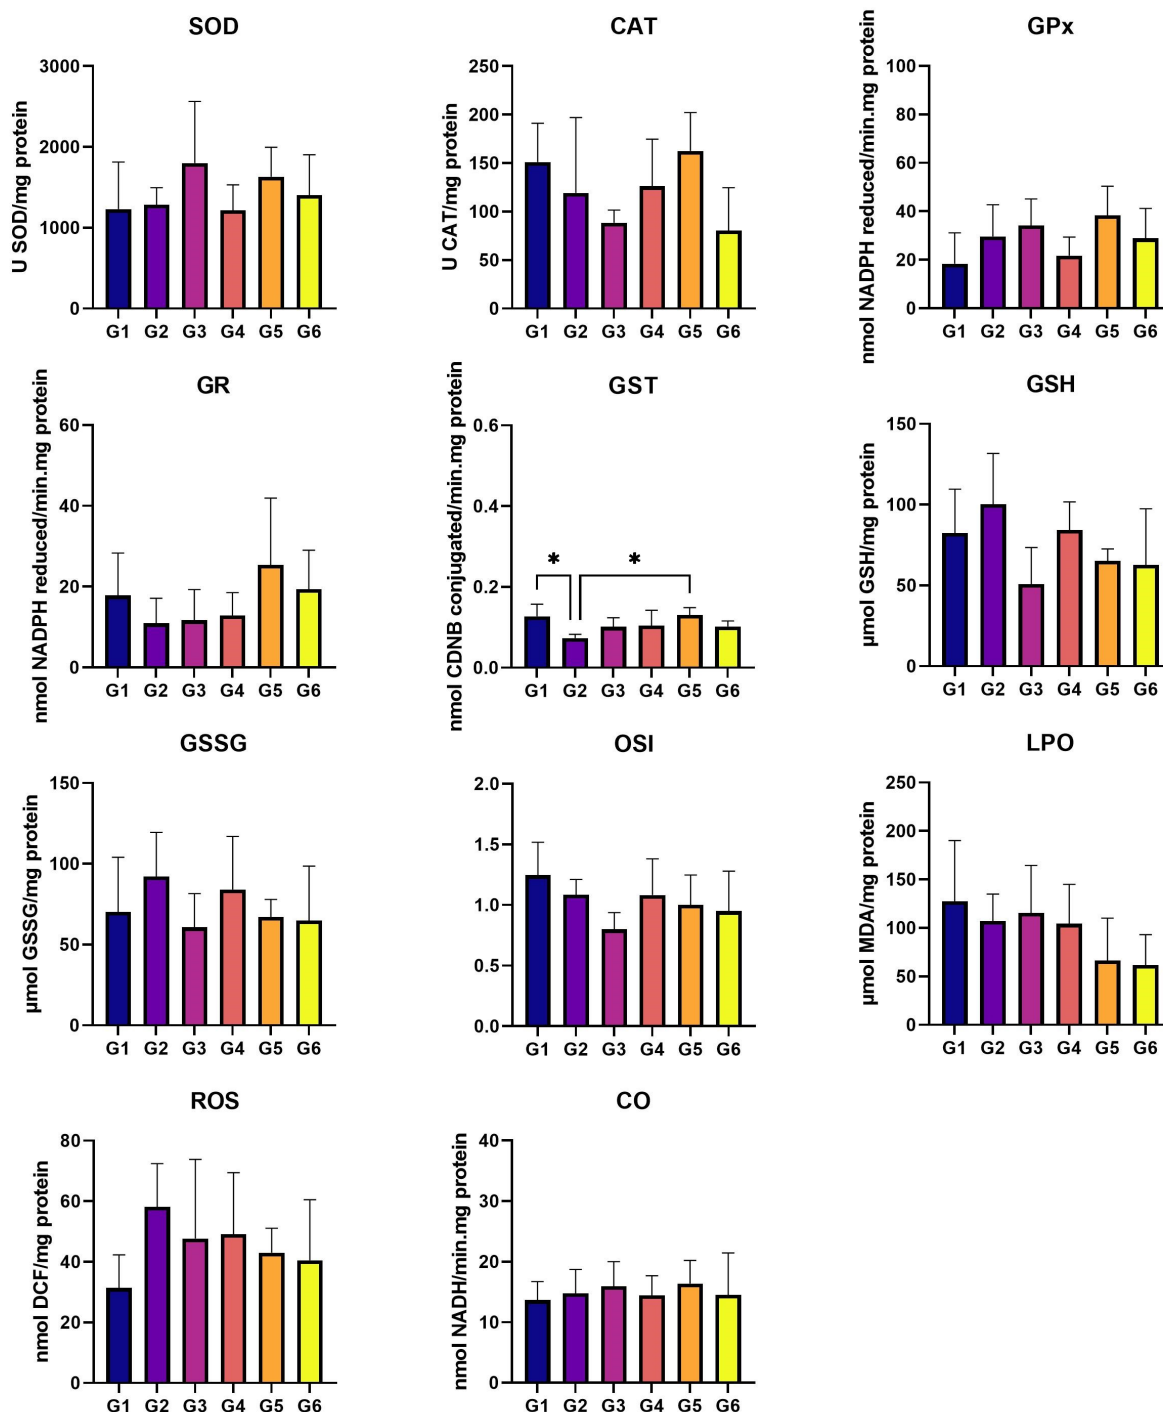 SOD
U SOD/mg protein
3000
2000
1000
0
G1 G2 G3 G4 G5 G6
CAT
U CAT/mg protein
250
200
150
100
50
0
G1 G2 G3 G4 G5 G6
GPx
nmol NADPH reduced/min.mg protein
100
80
60
40
20
0
G1 G2 G3 G4 G5 G6
GR
nmol NADPH reduced/min.mg protein
60
40
20
0
G1 G2 G3 G4 G5 G6
GST
nmol CDNB conjugated/min.mg protein
0.6
0.4
0.2
0.0
* *
G1 G2 G3 G4 G5 G6
GSH
µmol GSH/mg protein
150
100
50
0
G1 G2 G3 G4 G5 G6
GSSG
µmol GSSG/mg protein
150
100
50
0
G1 G2 G3 G4 G5 G6
OSI
2.0
1.5
1.0
0.5
0.0
G1 G2 G3 G4 G5 G6
LPO
µmol MDA/mg protein
250
200
150
100
50
0
G1 G2 G3 G4 G5 G6
ROS
nmol DCF/mg protein
80
60
40
20
0
G1 G2 G3 G4 G5 G6
CO
nmol NADH/min.mg protein
40
30
20
10
0
G1 G2 G3 G4 G5 G6